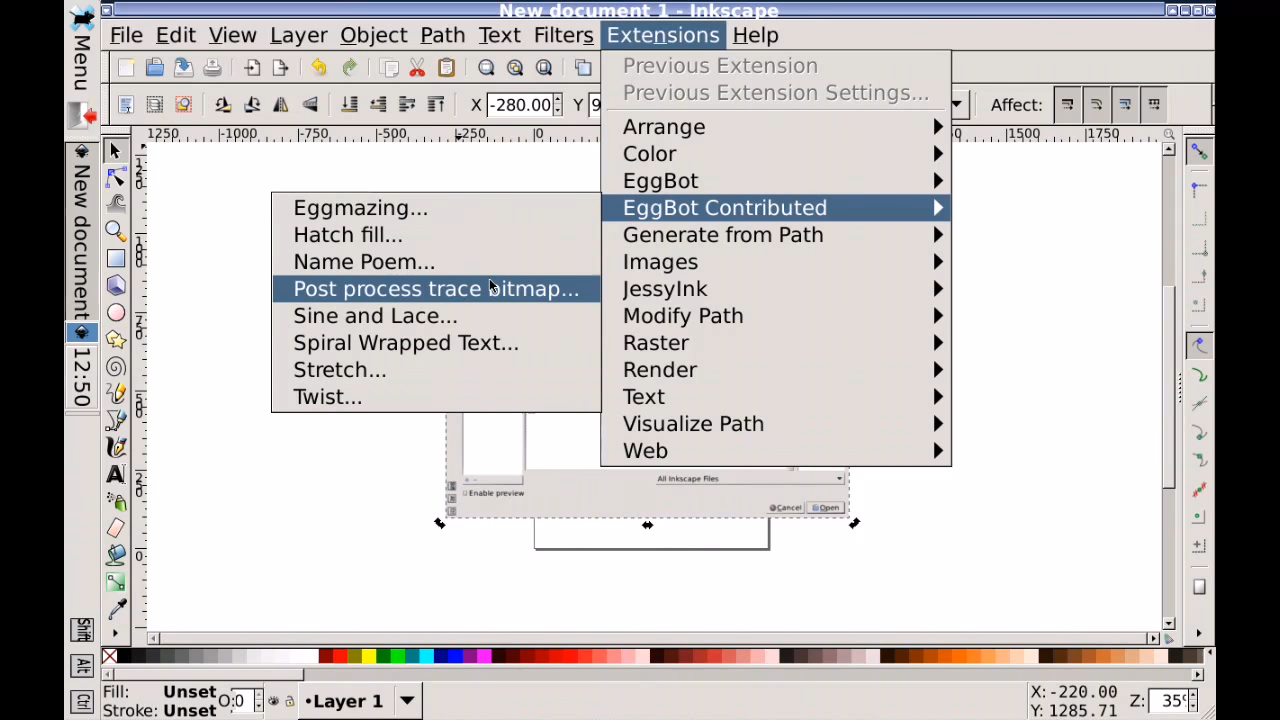 New document 1 - Inkscape
Menu
File Edit View Layer Object Path Text Filters Extensions Help
Previous Extension
Previous Extension Settings...
X -280.00 Y 9 Affect:
1250 -1000 -750 -500 -250 0 1500 1750
Arrange
Color
EggBot
EggBot Contributed
Generate from Path
Images
JessyInk
Modify Path
Raster
Render
Text
Visualize Path
Web
Eggmazing...
Hatch fill...
Name Poem...
Post process trace bitmap...
Sine and Lace...
Spiral Wrapped Text...
Stretch...
Twist...
New document
12:50
All Inkscape Files
Enable preview
Cancel Open
Shift
Alt
Ctrl
Fill: Unset
Stroke: Unset
O: 0
Layer 1
X: -220.00
Y: 1285.71
Z: 35%